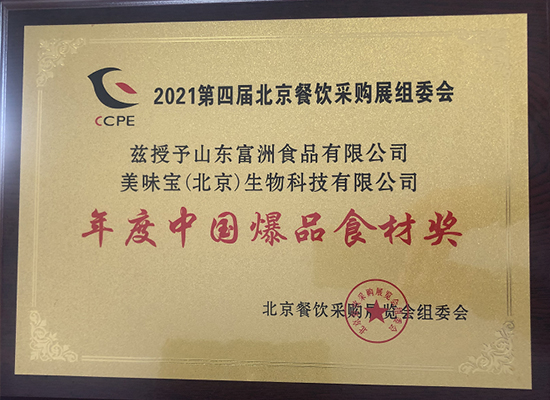 2021第四届北京餐饮采购展组委会
CCPE
兹授予山东富洲食品有限公司
美味宝(北京)生物科技有限公司
年度中国爆品食材奖
北京餐饮采购展览会组委会